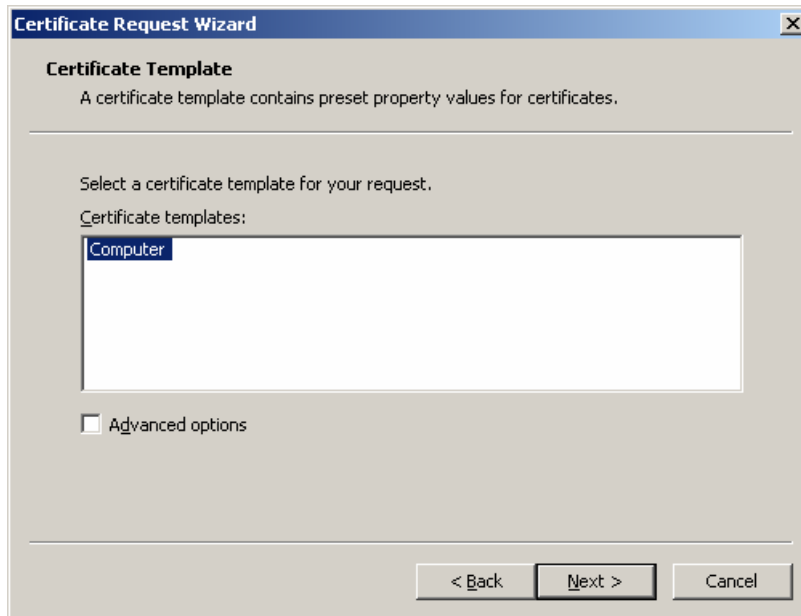 Certificate Request Wizard
Certificate Template
A certificate template contains preset property values for certificates.
Select a certificate template for your request.
Certificate templates:
Computer
Advanced options
< Back Next > Cancel